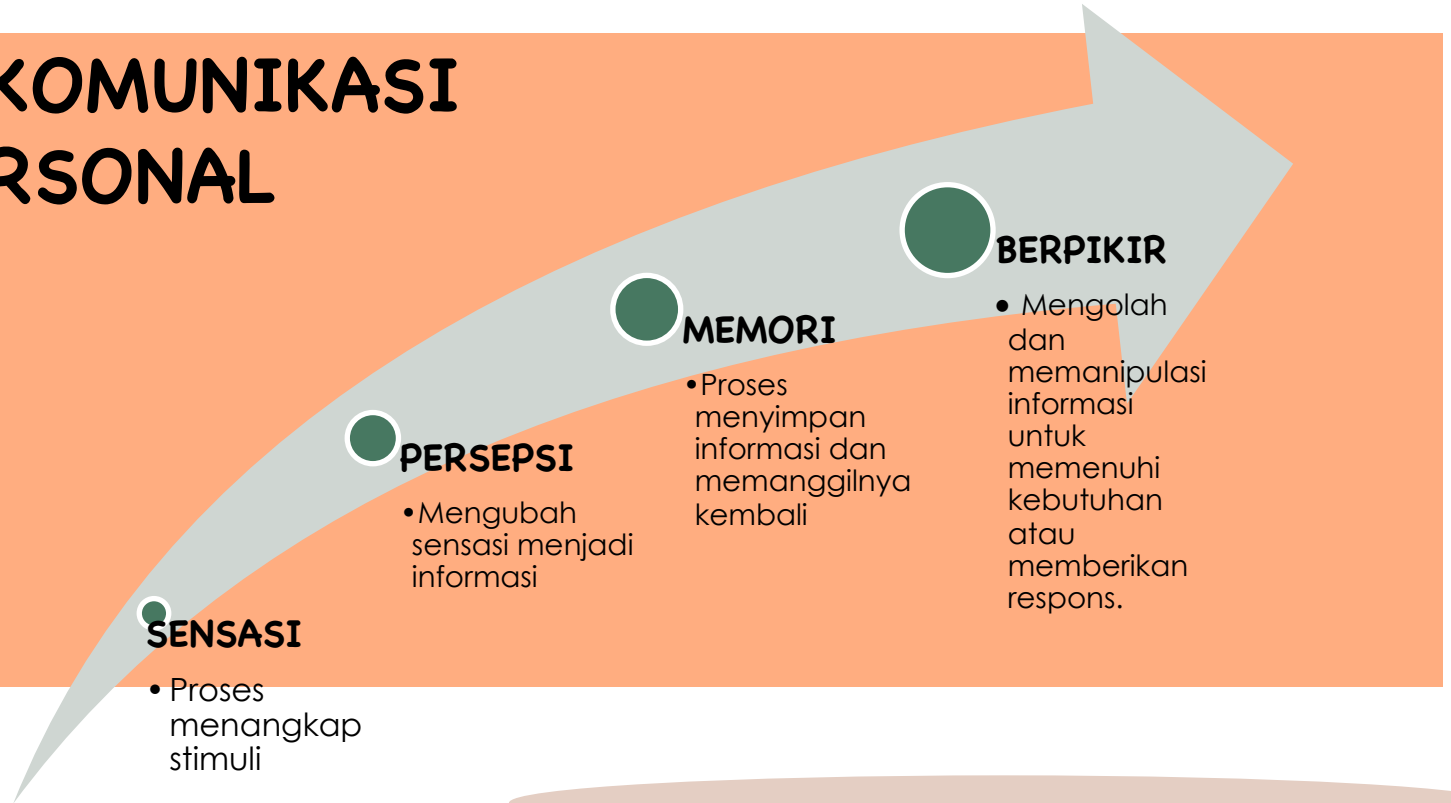 KOMUNIKASI
RSONAL
BERPIKIR
• Mengolah
dan
memanipulasi
informasi
untuk
memenuhi
kebutuhan
atau
memberikan
respons.
MEMORI
•Proses
menyimpan
informasi dan
memanggilnya
kembali
PERSEPSI
•Mengubah
sensasi menjadi
informasi
SENSASI
• Proses
menangkap
stimuli